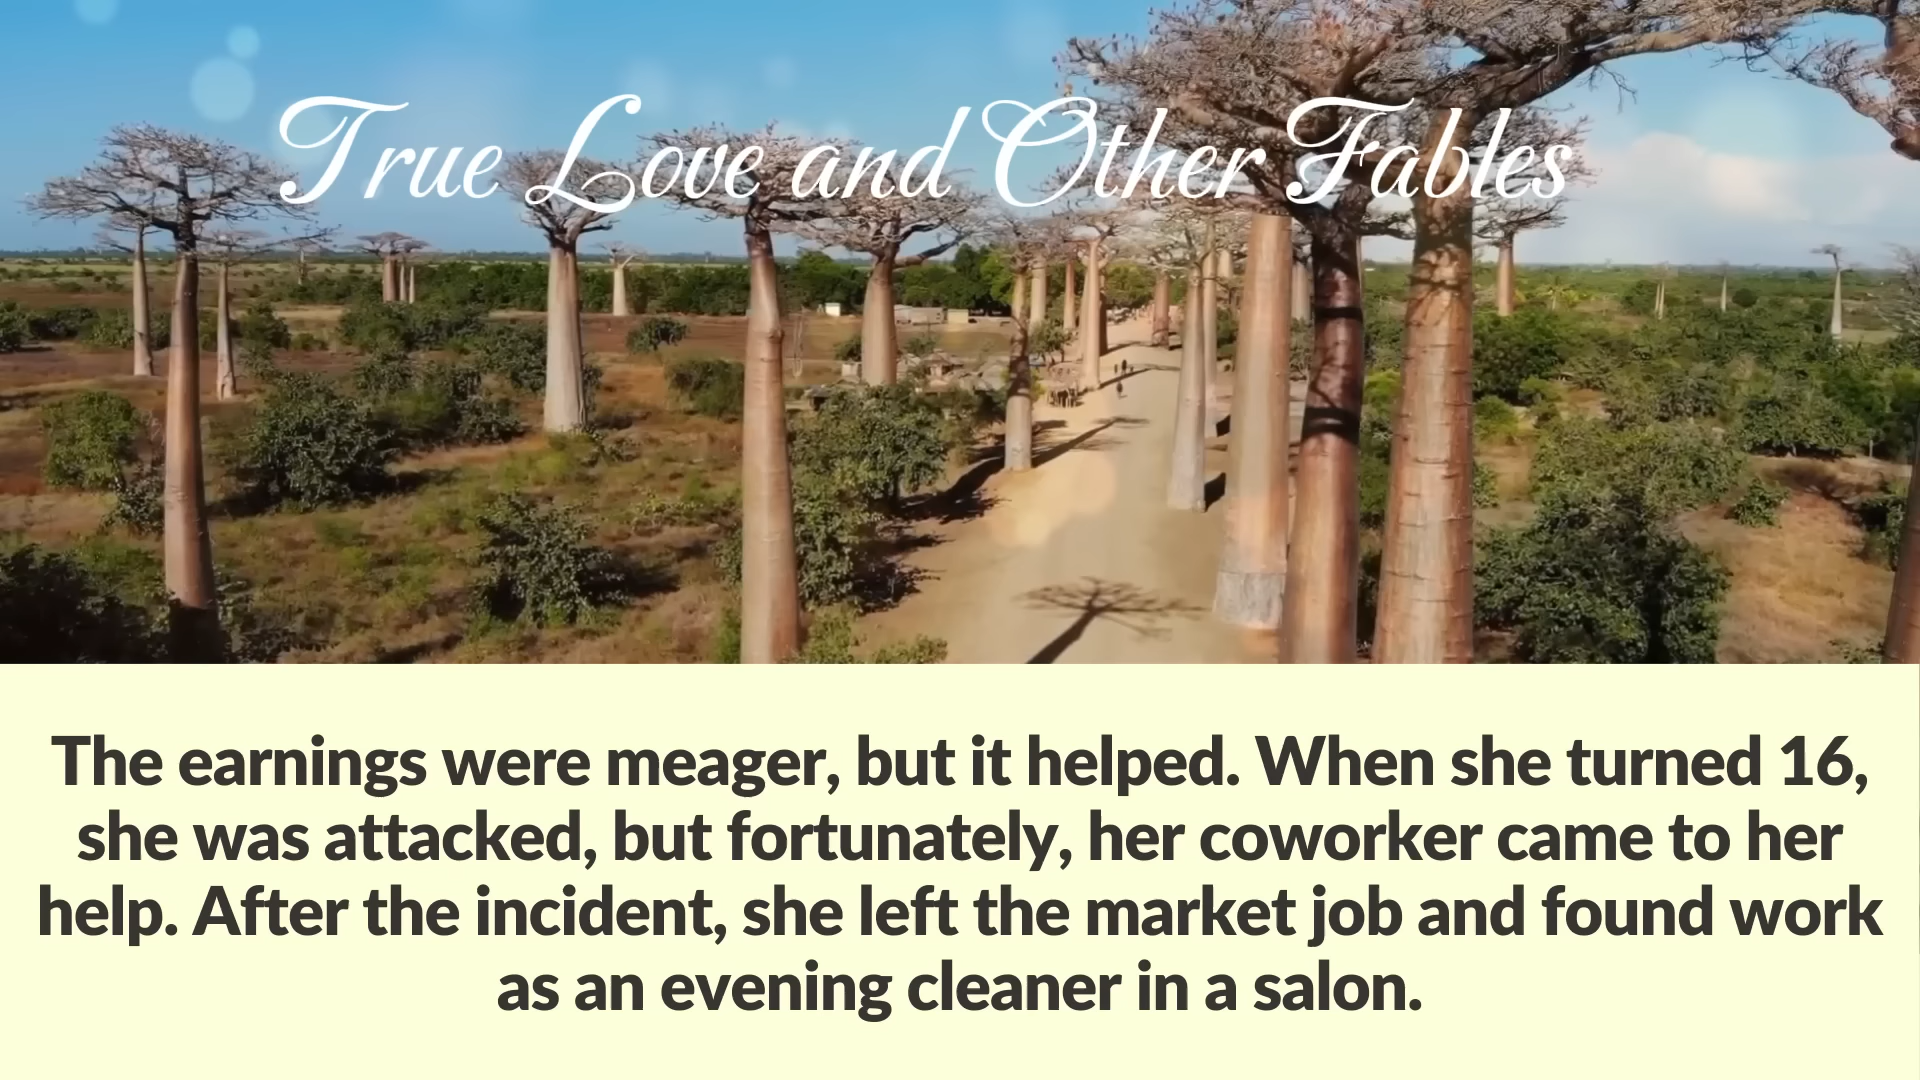 True Love and Other Fables
The earnings were meager, but it helped. When she turned 16,
she was attacked, but fortunately, her coworker came to her
help. After the incident, she left the market job and found work
as an evening cleaner in a salon.